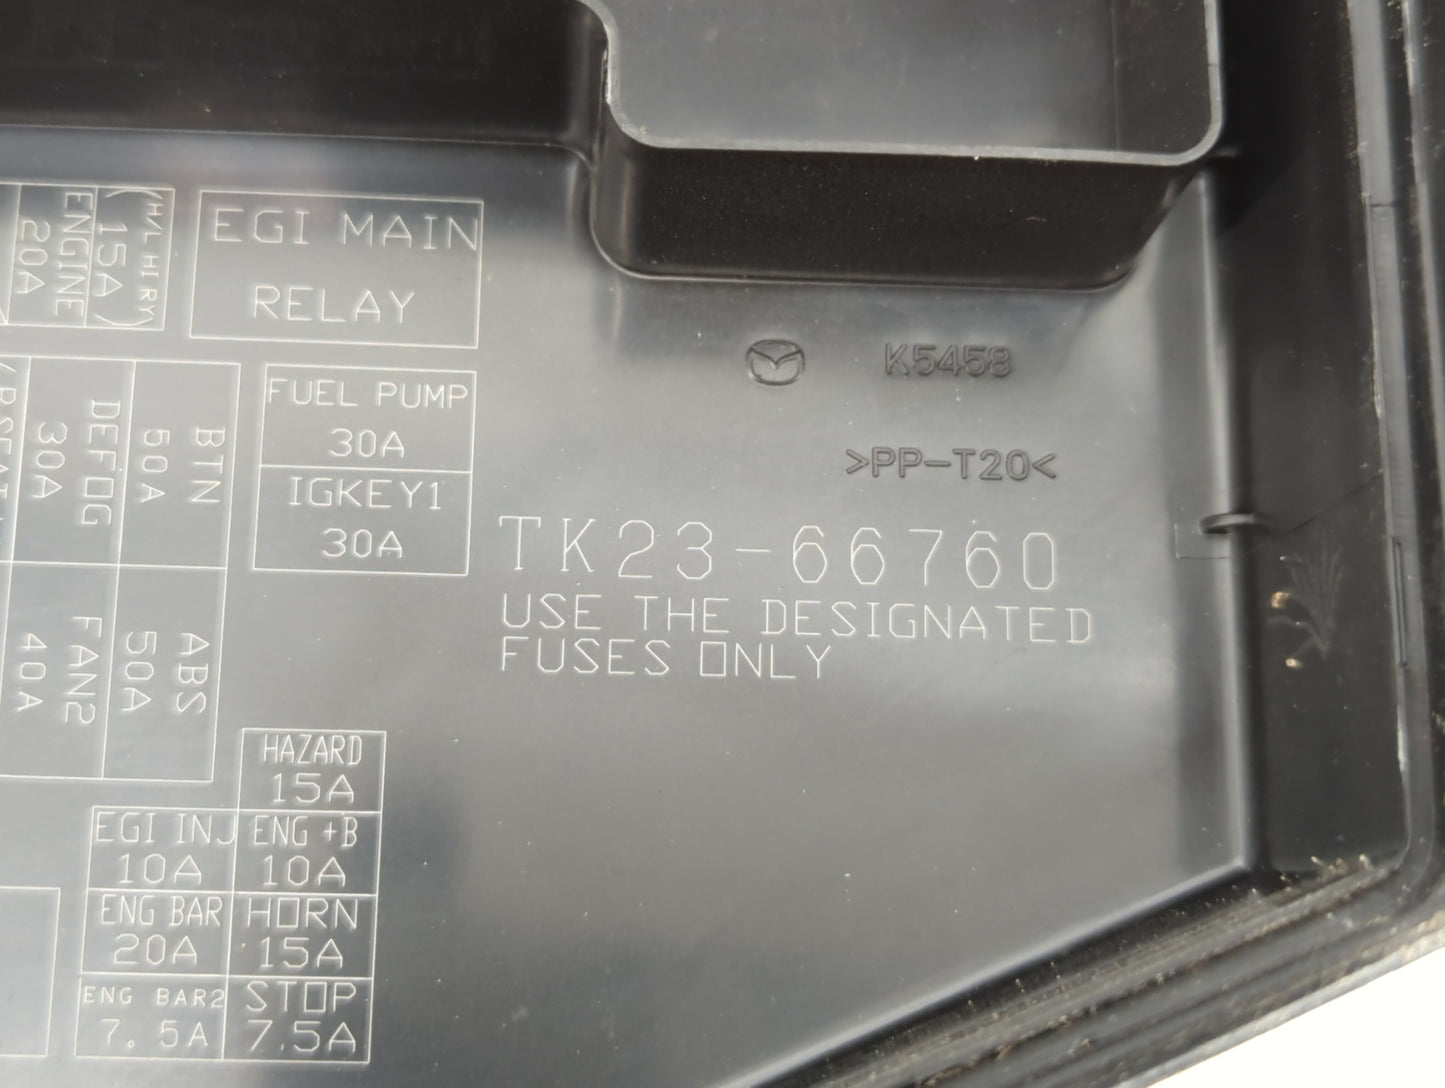 (H/L HI RY)
( 15A )
ENGINE
20A
EGI MAIN
RELAY
K5458
FUEL PUMP
30A
IGKEY1
30A
>PP-T20<
BTN
50A
DEFOG
30A
TK23-66760
USE THE DESIGNATED
FUSES ONLY
ABS
50A
FAN2
40A
HAZARD
15A
EGI INJ
10A
ENG +B
10A
ENG BAR
20A
HORN
15A
ENG BAR2
7.5A
STOP
7.5A